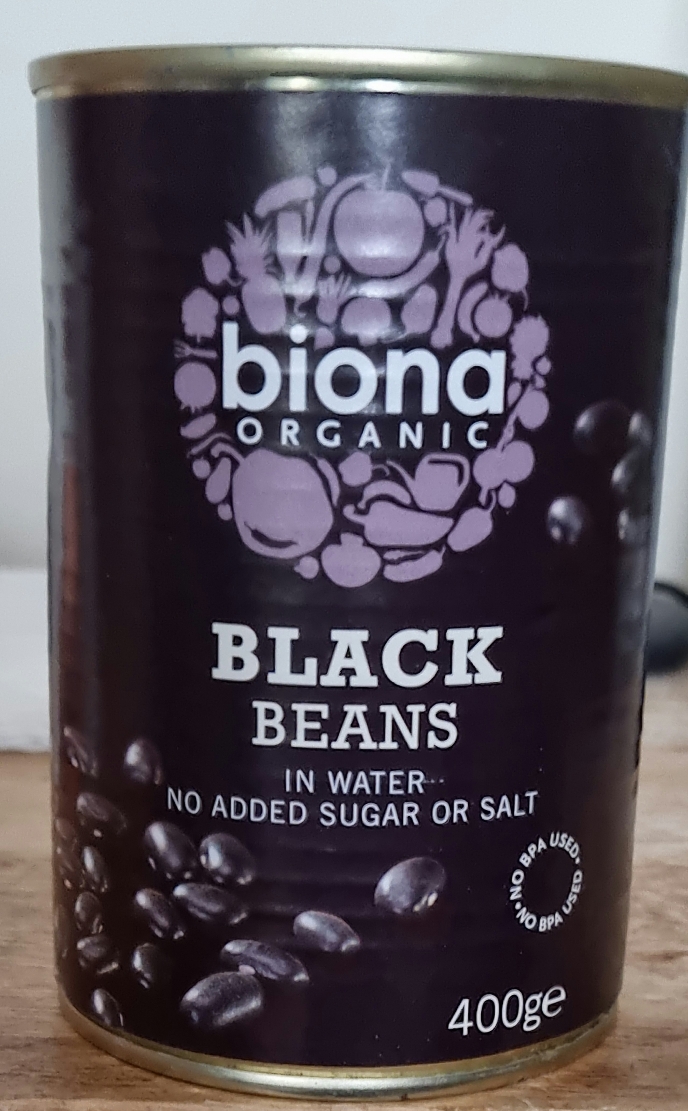 biona
ORGANIC
BLACK
BEANS
IN WATER
NO ADDED SUGAR OR SALT
NO BPA USED • NO BPA USED •
400ge